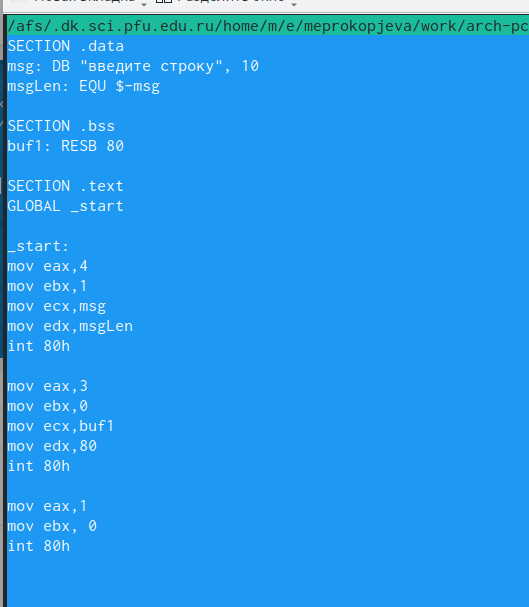 /afs/.dk.sci.pfu.edu.ru/home/m/e/meprokopjeva/work/arch-pc
SECTION .data
msg: DB "введите строку", 10
msgLen: EQU $-msg
SECTION .bss
buf1: RESB 80
SECTION .text
GLOBAL _start
_start:
mov eax,4
mov ebx,1
mov ecx,msg
mov edx,msgLen
int 80h
mov eax,3
mov ebx,0
mov ecx,buf1
mov edx,80
int 80h
mov eax,1
mov ebx, 0
int 80h